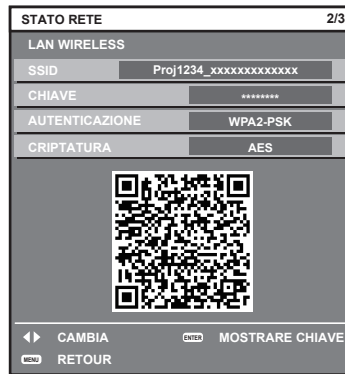 STATO RETE 2/3
LAN WIRELESS
SSID Proj1234_xxxxxxxxxxxxx
CHIAVE ********
AUTENTICAZIONE WPA2-PSK
CRIPTATURA AES
CAMBIA ENTER MOSTRARE CHIAVE
MENU RETOUR